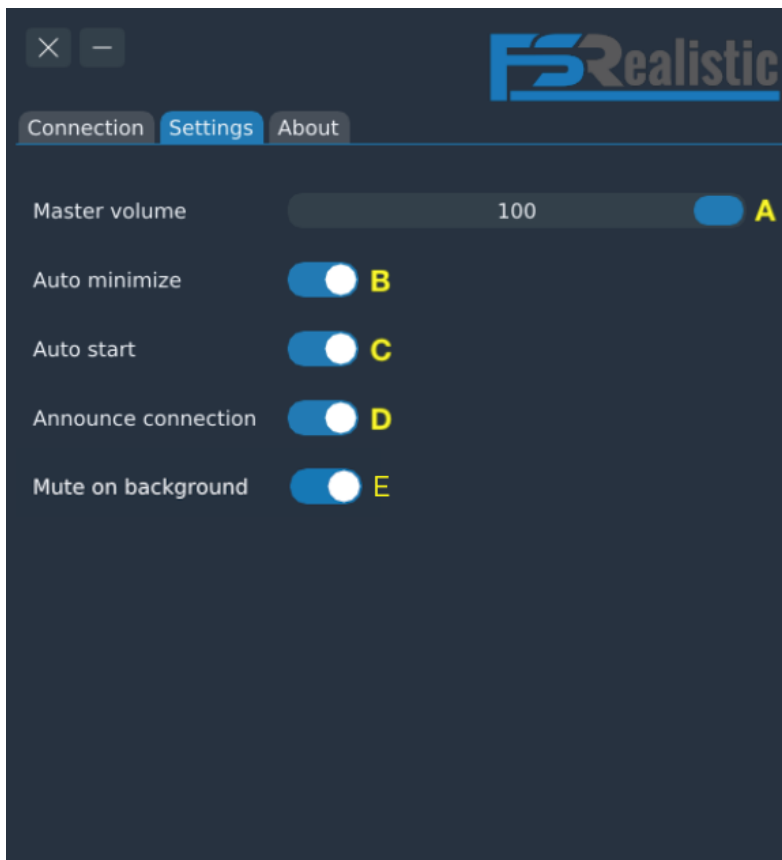 FSRealistic
Connection Settings About
Master volume 100 A
Auto minimize B
Auto start C
Announce connection D
Mute on background E